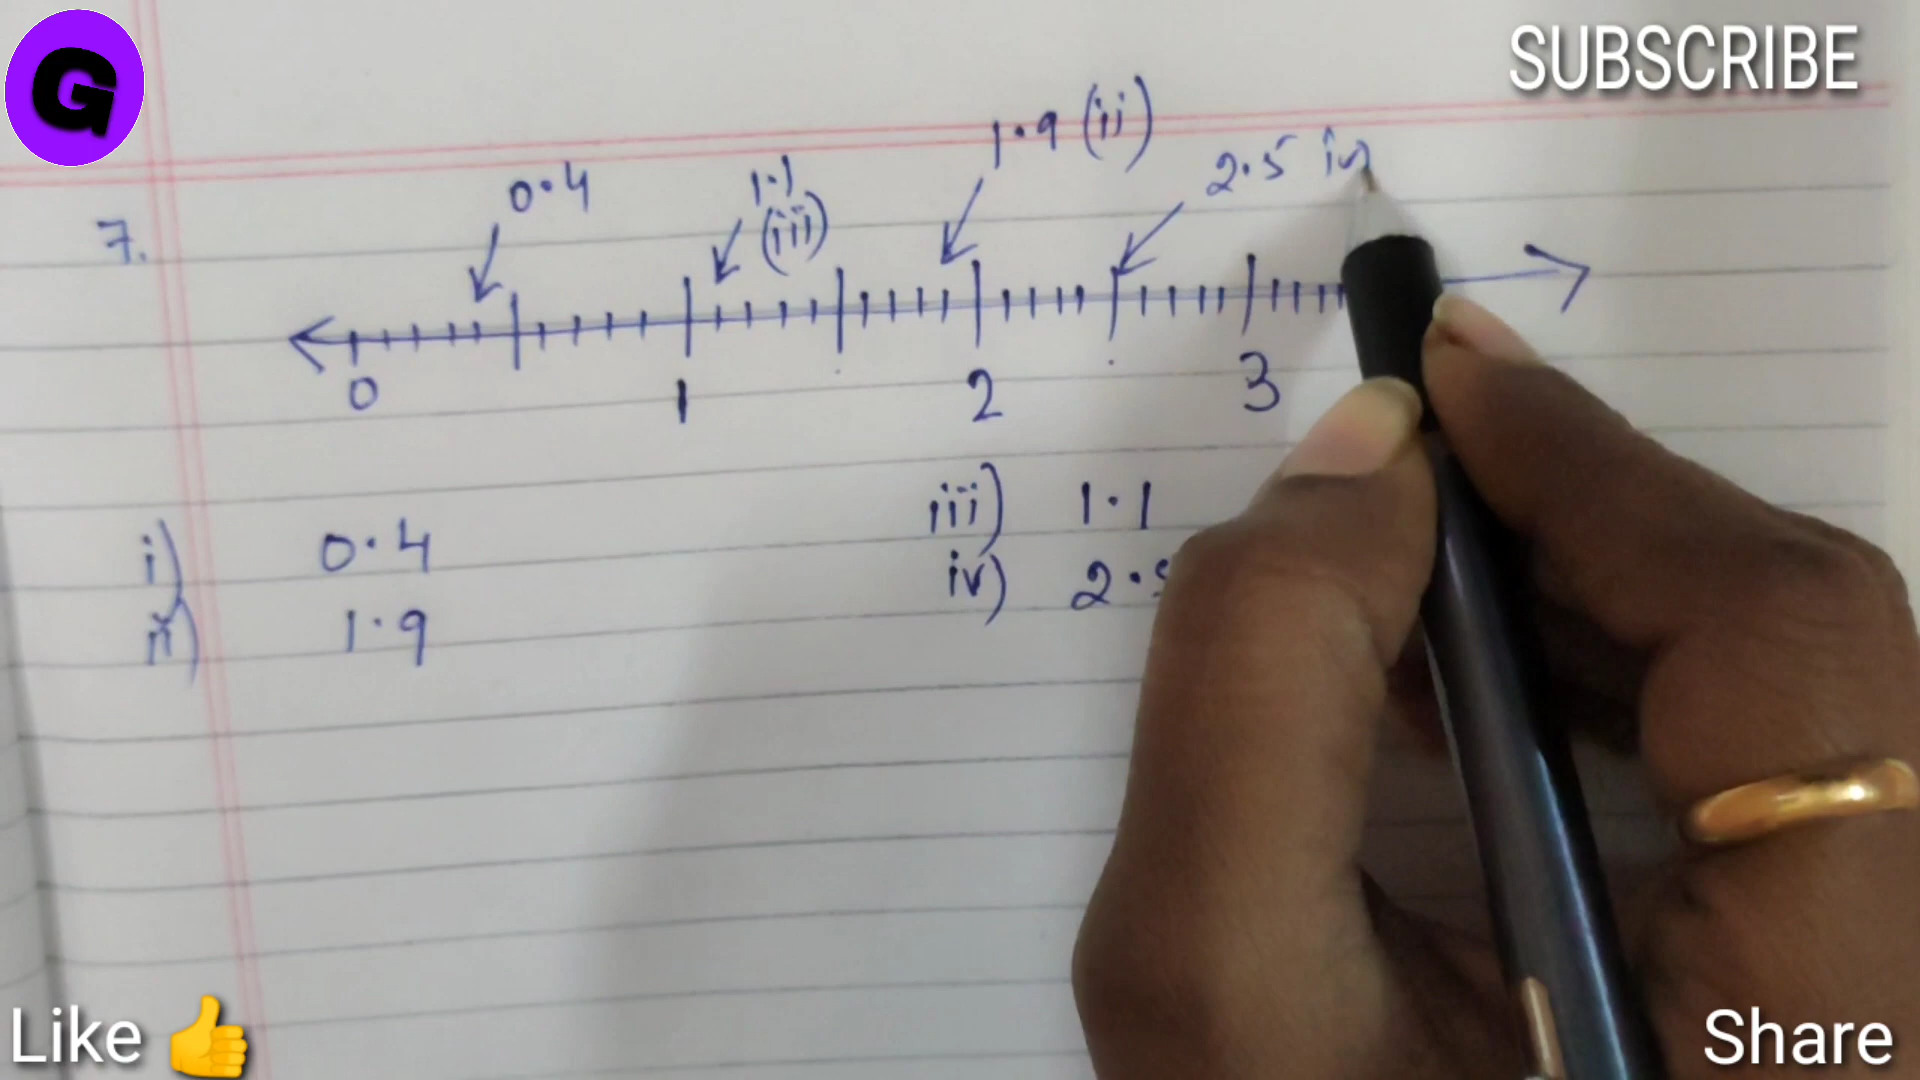 G
SUBSCRIBE
1.9 (ii)
2.5 iv
0.4
1.1
(iii)
7.
0 1 2 3
iii) 1.1
i) 0.4
iv) 2.5
ii) 1.9
Like 👍
Share